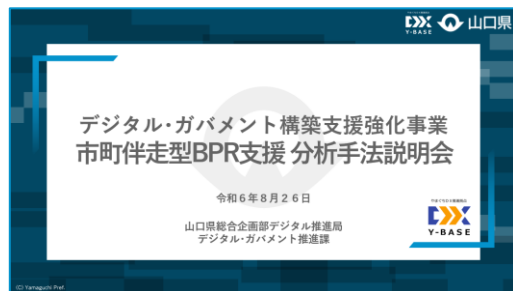 Y-BASE
山口県
デジタル・ガバメント構築支援強化事業
市町伴走型BPR支援 分析手法説明会
令和6年8月26日
山口県総合企画部デジタル推進局
デジタル・ガバメント推進課
Y-BASE
(C) Yamaguchi Pref.